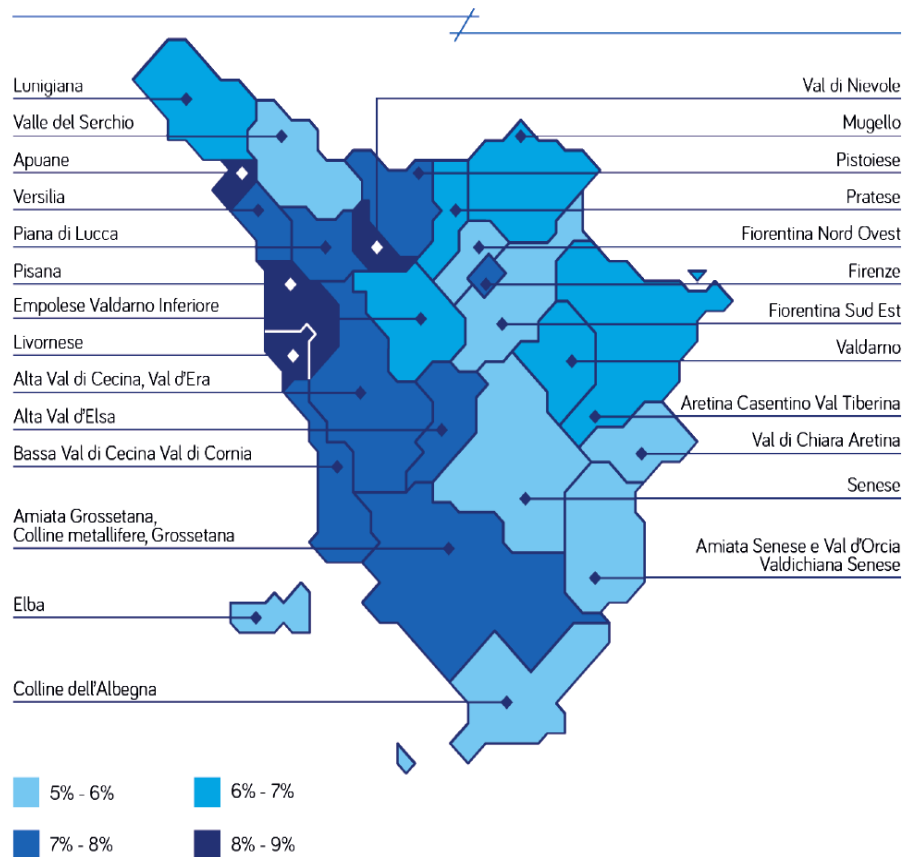 Lunigiana
Valle del Serchio
Apuane
Versilia
Piana di Lucca
Pisana
Empolese Valdarno Inferiore
Livornese
Alta Val di Cecina, Val d'Era
Alta Val d'Elsa
Bassa Val di Cecina Val di Cornia
Amiata Grossetana,
Colline metallifere, Grossetana
Elba
Colline dell'Albegna
Val di Nievole
Mugello
Pistoiese
Pratese
Fiorentina Nord Ovest
Firenze
Fiorentina Sud Est
Valdarno
Aretina Casentino Val Tiberina
Val di Chiara Aretina
Senese
Amiata Senese e Val d'Orcia
Valdichiana Senese
5% - 6%
6% - 7%
7% - 8%
8% - 9%